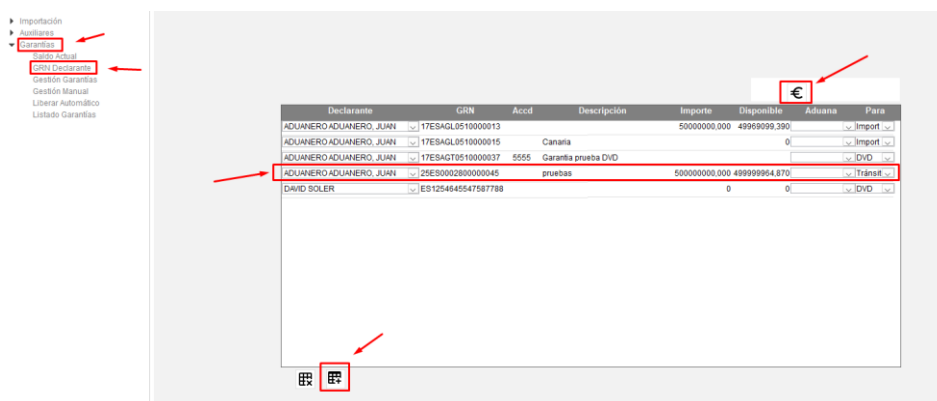 Importación
Auxiliares
Garantías
Saldo Actual
GRN Declarante
Gestión Garantías
Gestión Manual
Liberar Automático
Listado Garantías
€
Declarante GRN Accd Descripción Importe Disponible Aduana Para
ADUANERO ADUANERO, JUAN 17ESAGL0510000013 50000000,000 49969099,390 Import
ADUANERO ADUANERO, JUAN 17ESAGL0510000015 Canaria 0 Import
ADUANERO ADUANERO, JUAN 17ESAGT0510000037 5555 Garantia prueba DVD DVD
ADUANERO ADUANERO, JUAN 25ES0002800000045 pruebas 500000000,000 499999964,870 Tránsit
DAVID SOLER ES1254645547587788 0 0 DVD